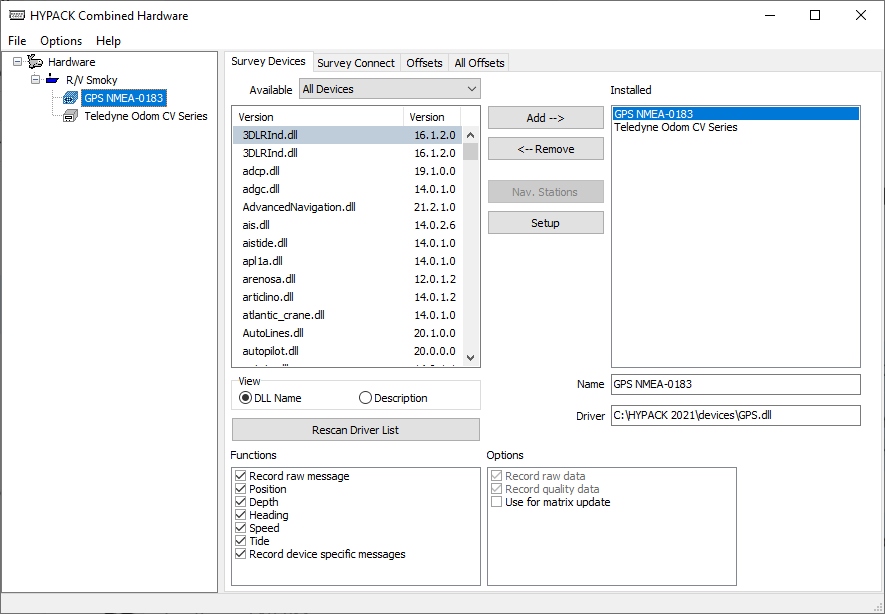 HYPACK Combined Hardware
File Options Help
Hardware
R/V Smoky
GPS NMEA-0183
Teledyne Odom CV Series
Survey Devices Survey Connect Offsets All Offsets
Available All Devices
Version Version
3DLRInd.dll 16.1.2.0
3DLRInd.dll 16.1.2.0
adcp.dll 19.1.0.0
adgc.dll 14.0.1.0
AdvancedNavigation.dll 21.2.1.0
ais.dll 14.0.2.6
aistide.dll 14.0.1.0
apl1a.dll 14.0.1.0
arenosa.dll 12.0.1.2
articlino.dll 14.0.1.2
atlantic_crane.dll 14.0.1.0
AutoLines.dll 20.1.0.0
autopilot.dll 20.0.0.0
Add -->
<-- Remove
Nav. Stations
Setup
Installed
GPS NMEA-0183
Teledyne Odom CV Series
View
DLL Name Description
Rescan Driver List
Name GPS NMEA-0183
Driver C:\HYPACK 2021\devices\GPS.dll
Functions
Record raw message
Position
Depth
Heading
Speed
Tide
Record device specific messages
Options
Record raw data
Record quality data
Use for matrix update